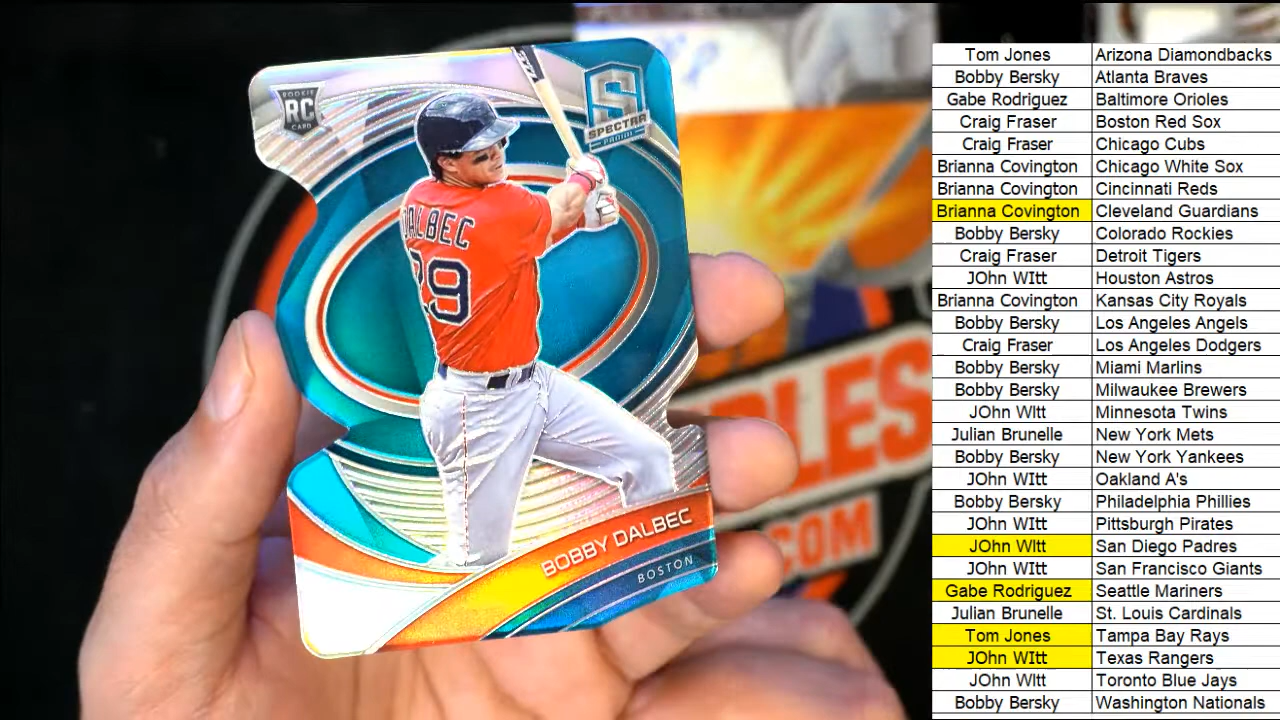 ROOKIE
RC
CARD
S
SPECTRA
PANINI
DALBEC
29
BOBBY DALBEC
BOSTON
Tom Jones Arizona Diamondbacks
Bobby Bersky Atlanta Braves
Gabe Rodriguez Baltimore Orioles
Craig Fraser Boston Red Sox
Craig Fraser Chicago Cubs
Brianna Covington Chicago White Sox
Brianna Covington Cincinnati Reds
Brianna Covington Cleveland Guardians
Bobby Bersky Colorado Rockies
Craig Fraser Detroit Tigers
JOhn WItt Houston Astros
Brianna Covington Kansas City Royals
Bobby Bersky Los Angeles Angels
Craig Fraser Los Angeles Dodgers
Bobby Bersky Miami Marlins
Bobby Bersky Milwaukee Brewers
JOhn WItt Minnesota Twins
Julian Brunelle New York Mets
Bobby Bersky New York Yankees
JOhn WItt Oakland A's
Bobby Bersky Philadelphia Phillies
JOhn WItt Pittsburgh Pirates
JOhn WItt San Diego Padres
JOhn WItt San Francisco Giants
Gabe Rodriguez Seattle Mariners
Julian Brunelle St. Louis Cardinals
Tom Jones Tampa Bay Rays
JOhn WItt Texas Rangers
JOhn WItt Toronto Blue Jays
Bobby Bersky Washington Nationals